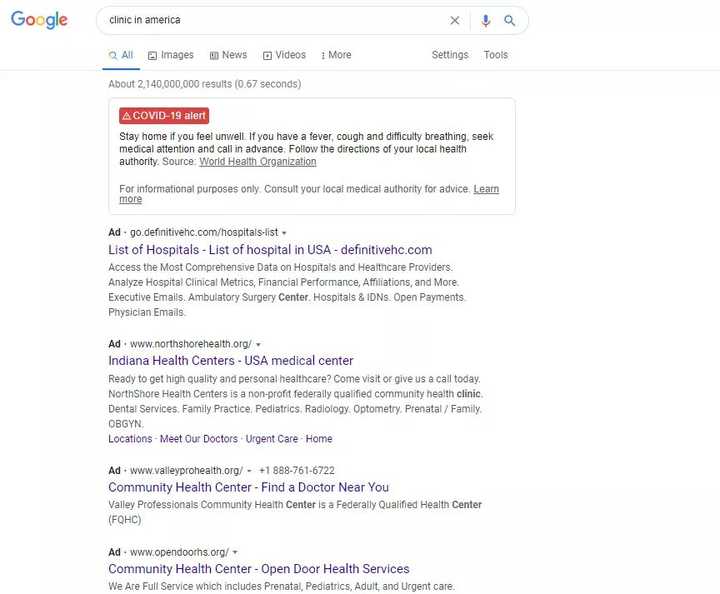 Google
clinic in america
All Images News Videos More Settings Tools
About 2,140,000,000 results (0.67 seconds)
COVID-19 alert
Stay home if you feel unwell. If you have a fever, cough and difficulty breathing, seek
medical attention and call in advance. Follow the directions of your local health
authority. Source: World Health Organization
For informational purposes only. Consult your local medical authority for advice. Learn
more
Ad · go.definitivehc.com/hospitals-list
List of Hospitals - List of hospital in USA - definitivehc.com
Access the Most Comprehensive Data on Hospitals and Healthcare Providers.
Analyze Hospital Clinical Metrics, Financial Performance, Affiliations, and More.
Executive Emails. Ambulatory Surgery Center. Hospitals & IDNs. Open Payments.
Physician Emails.
Ad · www.northshorehealth.org/
Indiana Health Centers - USA medical center
Ready to get high quality and personal healthcare? Come visit or give us a call today.
NorthShore Health Centers is a non-profit federally qualified community health clinic.
Dental Services. Family Practice. Pediatrics. Radiology. Optometry. Prenatal / Family.
OBGYN.
Locations · Meet Our Doctors · Urgent Care · Home
Ad · www.valleyprohealth.org/ +1 888-761-6722
Community Health Center - Find a Doctor Near You
Valley Professionals Community Health Center is a Federally Qualified Health Center
(FQHC)
Ad · www.opendoorhs.org/
Community Health Center - Open Door Health Services
We Are Full Service which includes Prenatal, Pediatrics, Adult, and Urgent care.